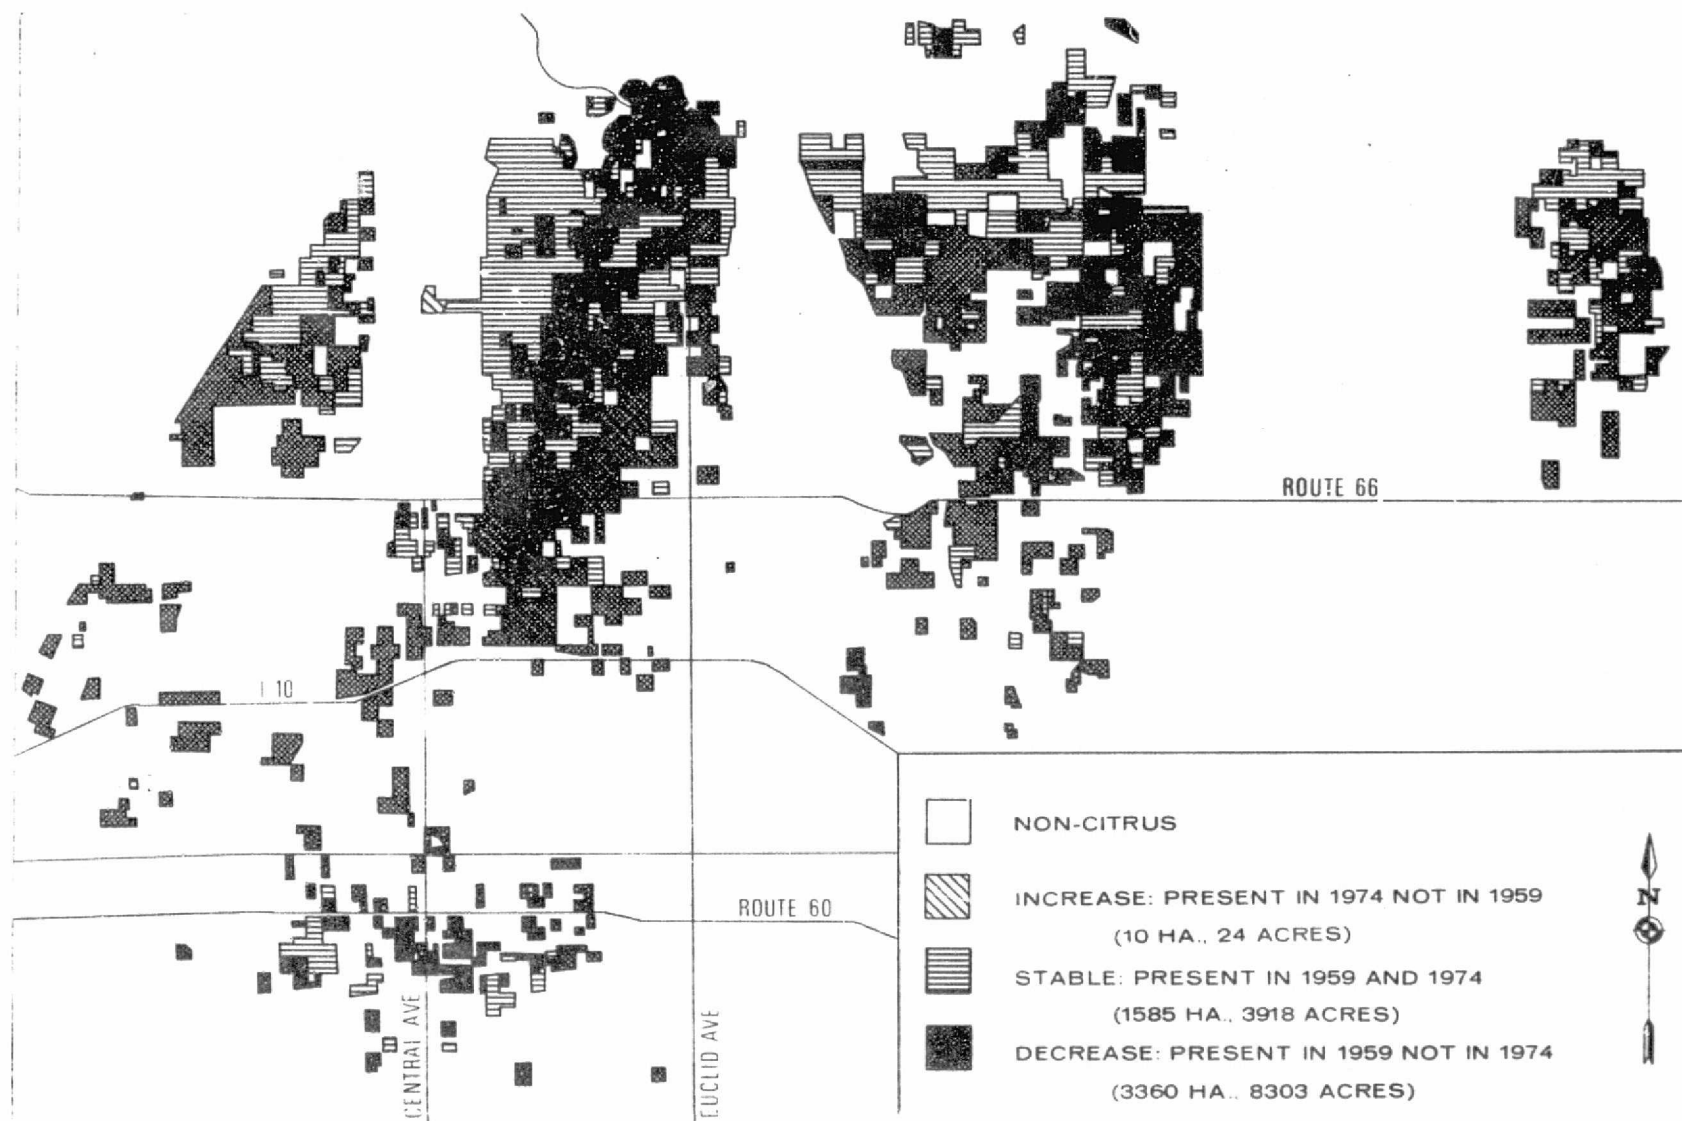 ROUTE 66
I 10
ROUTE 60
CENTRAL AVE
EUCLID AVE
NON-CITRUS
INCREASE: PRESENT IN 1974 NOT IN 1959
(10 HA., 24 ACRES)
STABLE: PRESENT IN 1959 AND 1974
(1585 HA., 3918 ACRES)
DECREASE: PRESENT IN 1959 NOT IN 1974
(3360 HA.. 8303 ACRES)
N